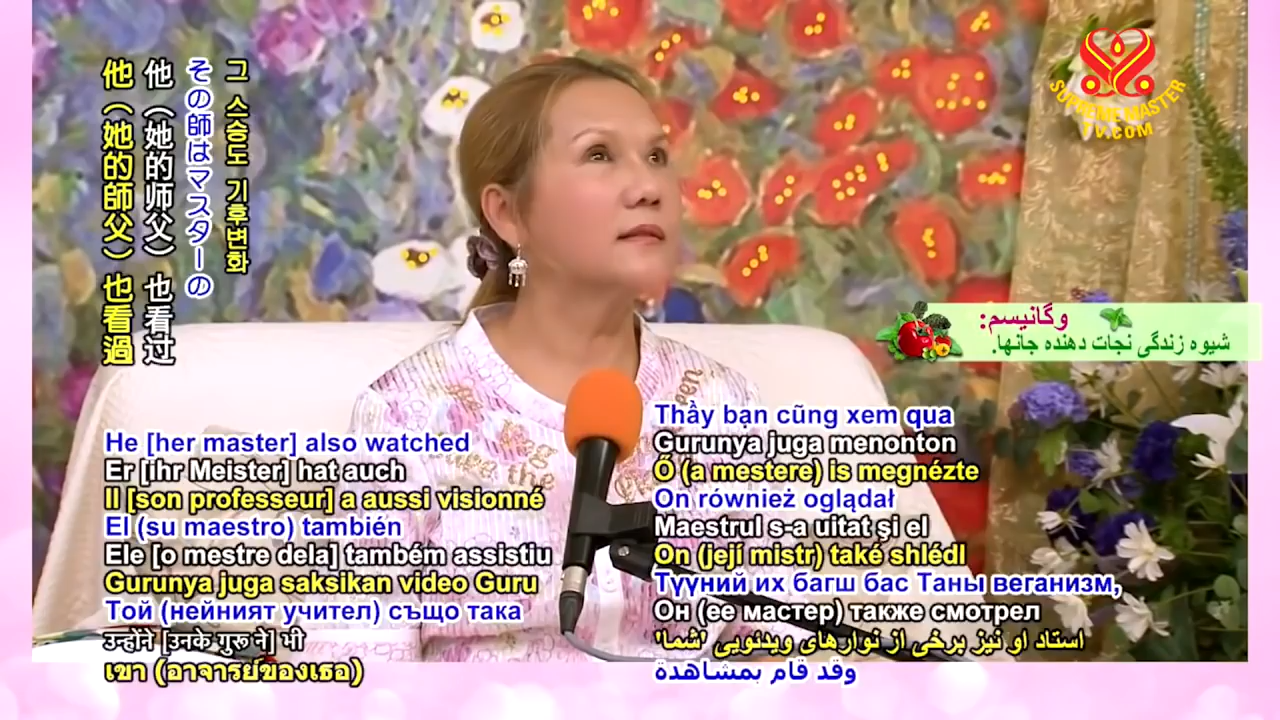 SUPREME MASTER
TV.COM
그 스승도 기후변화
その師はマスターの
他（她的师父）也看过
他（她的師父）也看過
وگانیسم:
شیوه زندگی نجات دهنده جانها.
He [her master] also watched
Er [ihr Meister] hat auch
Il [son professeur] a aussi visionné
El (su maestro) también
Ele [o mestre dela] também assistiu
Gurunya juga saksikan video Guru
Той (нейният учител) също така
उन्होंने [उनके गुरू ने] भी
เขา (อาจารย์ของเธอ)
Thầy bạn cũng xem qua
Gurunya juga menonton
Ő (a mestere) is megnézte
On również oglądał
Maestrul s-a uitat şi el
On (její mistr) také shlédl
Түүний их багш бас Таны веганизм,
Он (ее мастер) также смотрел
استاد او نیز برخی از نوارهای ویدئویی 'شما'
وقد قام بمشاهدة